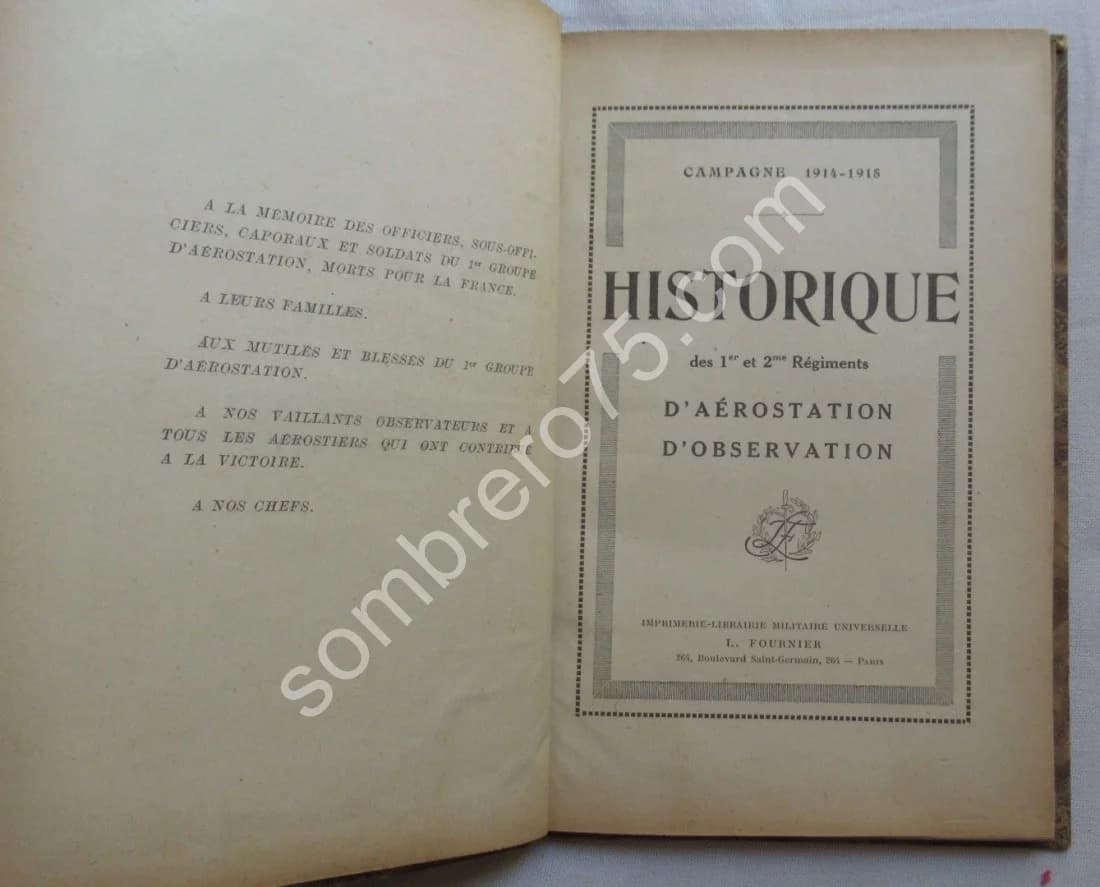 A LA MÉMOIRE DES OFFICIERS, SOUS-OFFI-
CIERS, CAPORAUX ET SOLDATS DU 1er GROUPE
D'AÉROSTATION, MORTS POUR LA FRANCE.
A LEURS FAMILLES.
AUX MUTILÉS ET BLESSÉS DU 1er GROUPE
D'AÉROSTATION.
A NOS VAILLANTS OBSERVATEURS ET A
TOUS LES AÉROSTIERS QUI ONT CONTRIBUÉ
A LA VICTOIRE.
A NOS CHEFS.
CAMPAGNE 1914-1918
HISTORIQUE
des 1er et 2me Régiments
D'AÉROSTATION
D'OBSERVATION
LF
IMPRIMERIE-LIBRAIRIE MILITAIRE UNIVERSELLE
L. FOURNIER
264, Boulevard Saint-Germain, 264 — PARIS
sombrero75.com